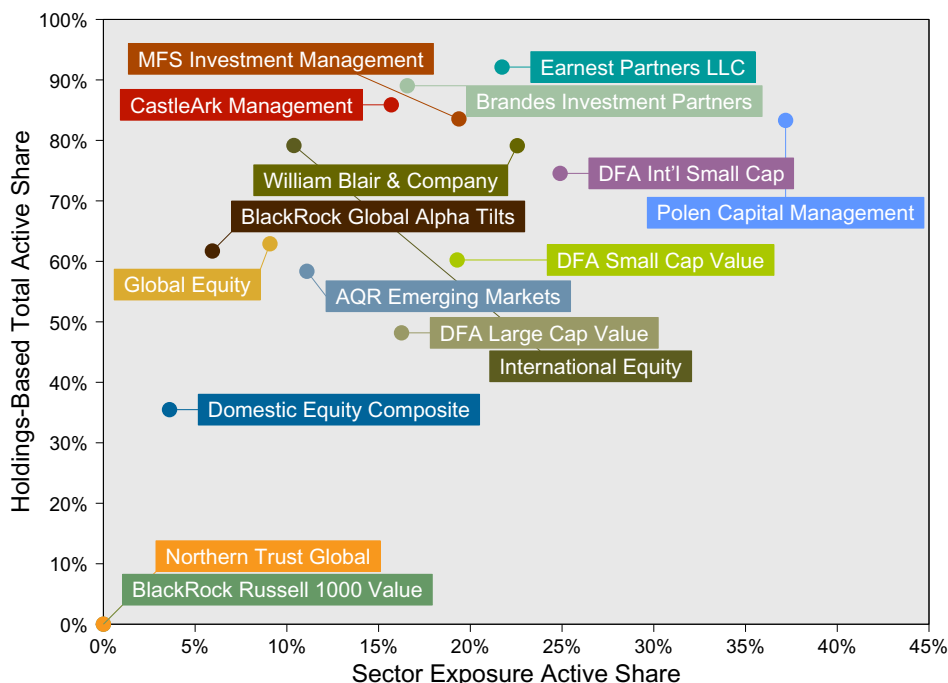 100%
90%
80%
70%
60%
50%
40%
30%
20%
10%
0%
Holdings-Based Total Active Share
MFS Investment Management
Earnest Partners LLC
CastleArk Management
Brandes Investment Partners
William Blair & Company
DFA Int'l Small Cap
BlackRock Global Alpha Tilts
Polen Capital Management
Global Equity
DFA Small Cap Value
AQR Emerging Markets
DFA Large Cap Value
International Equity
Domestic Equity Composite
Northern Trust Global
BlackRock Russell 1000 Value
0% 5% 10% 15% 20% 25% 30% 35% 40% 45%
Sector Exposure Active Share